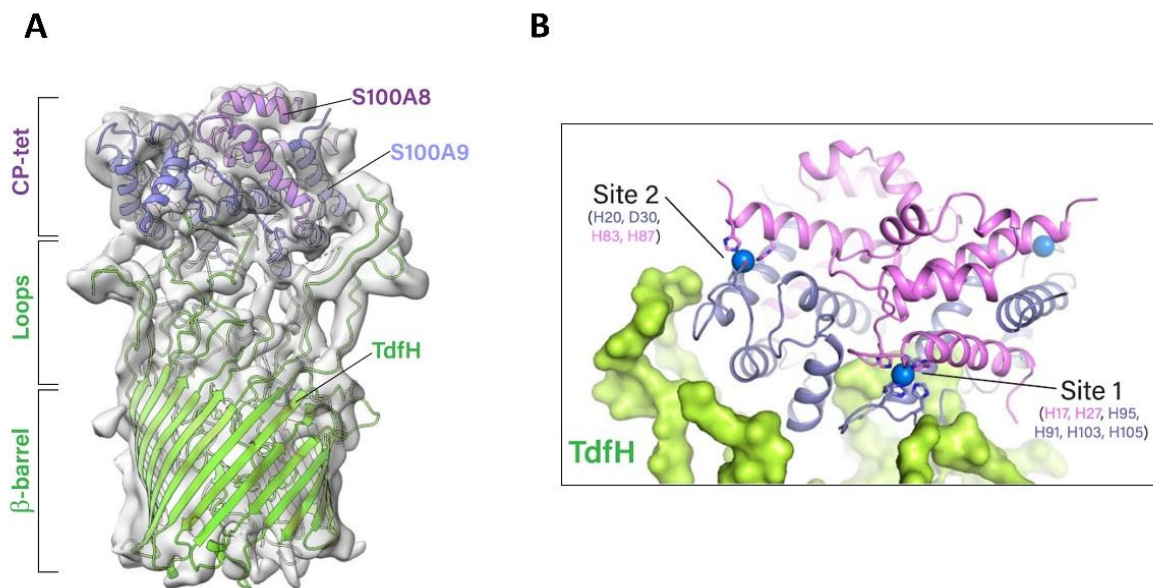 A
B
S100A8
S100A9
CP-tet
Loops
TdfH
β-barrel
Site 2
(H20, D30,
H83, H87)
Site 1
(H17, H27, H95,
H91, H103, H105)
TdfH